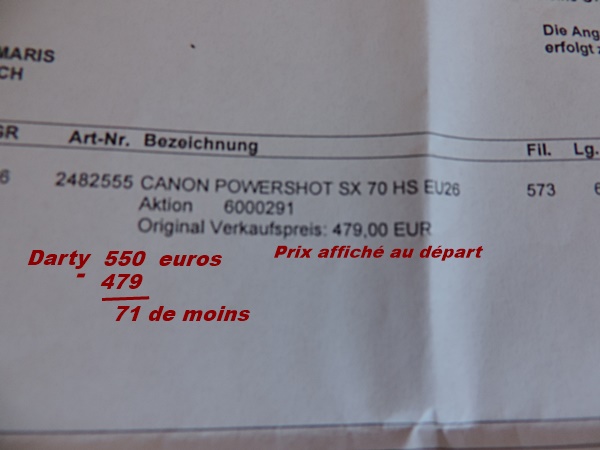 MARIS
CH
Die Ang
erfolgt
GR Art-Nr. Bezeichnung Fil. Lg.
6 2482555 CANON POWERSHOT SX 70 HS EU26 573 6
Aktion 6000291
Original Verkaufspreis: 479,00 EUR
Darty 550 euros Prix affiché au départ
- 479
71 de moins